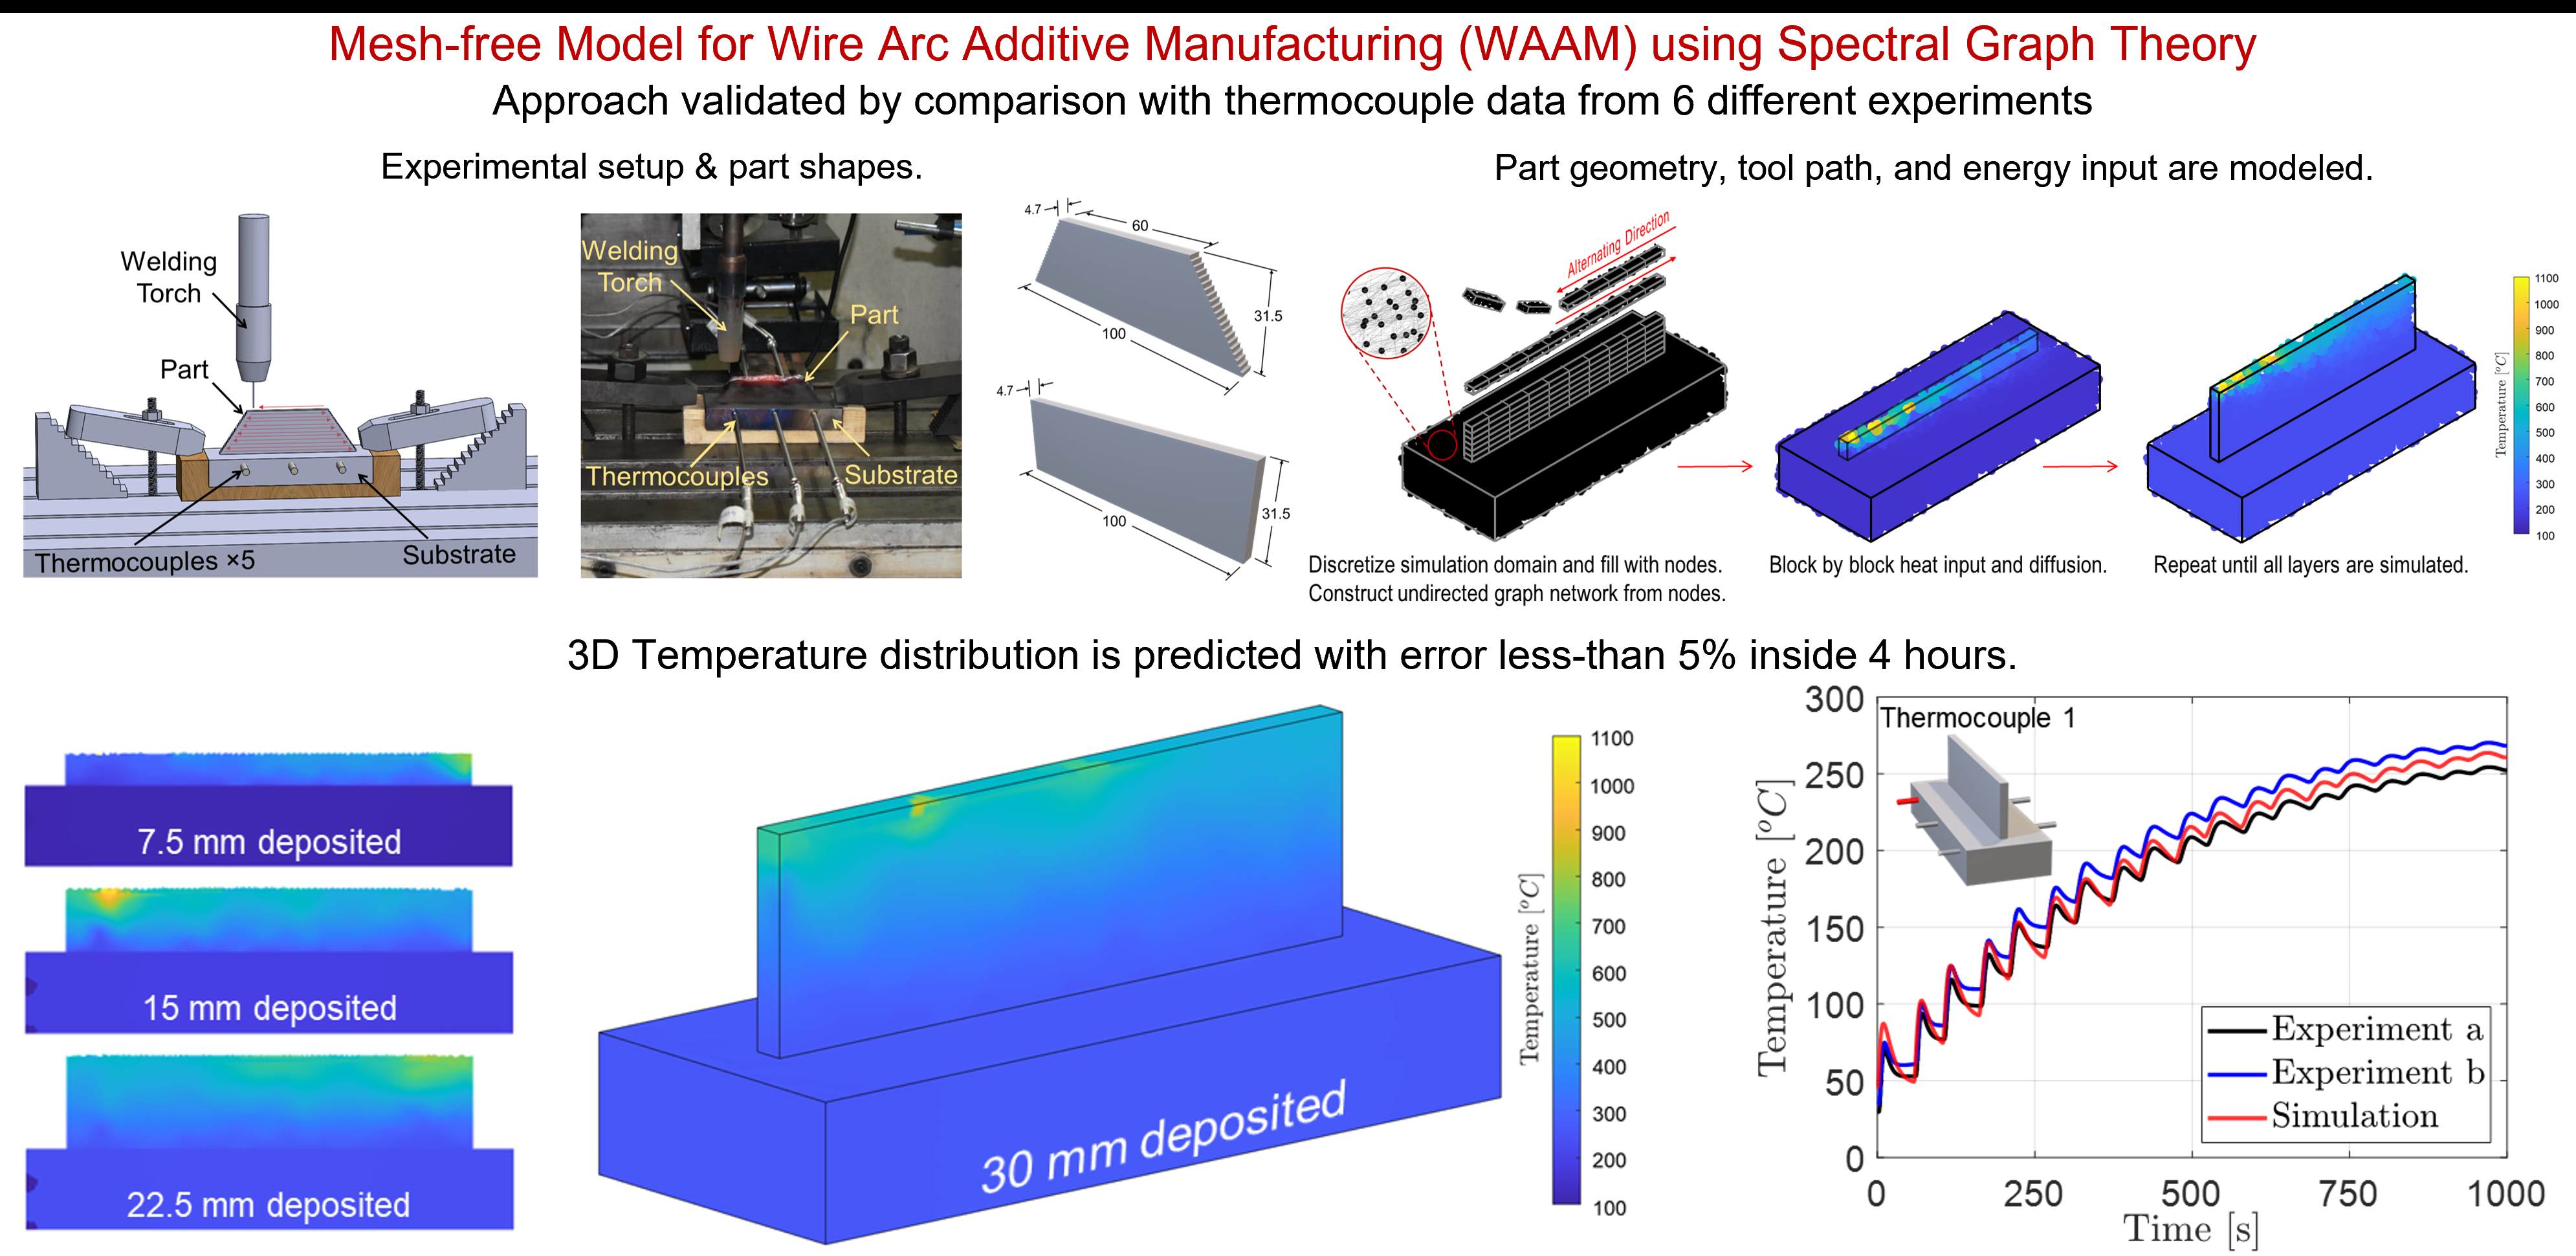 Mesh-free Model for Wire Arc Additive Manufacturing (WAAM) using Spectral Graph Theory
Approach validated by comparison with thermocouple data from 6 different experiments
Experimental setup & part shapes.
Part geometry, tool path, and energy input are modeled.
Welding
Torch
Part
Thermocouples ×5
Substrate
Welding
Torch
Part
Thermocouples
Substrate
4.7
60
31.5
100
4.7
31.5
100
Alternating Direction
Discretize simulation domain and fill with nodes.
Construct undirected graph network from nodes.
Block by block heat input and diffusion.
Repeat until all layers are simulated.
Temperature [°C]
1100
1000
900
800
700
600
500
400
300
200
100
3D Temperature distribution is predicted with error less-than 5% inside 4 hours.
7.5 mm deposited
15 mm deposited
22.5 mm deposited
30 mm deposited
Temperature [°C]
1100
1000
900
800
700
600
500
400
300
200
100
Thermocouple 1
Temperature [°C]
300
250
200
150
100
50
0
Experiment a
Experiment b
Simulation
0 250 500 750 1000
Time [s]